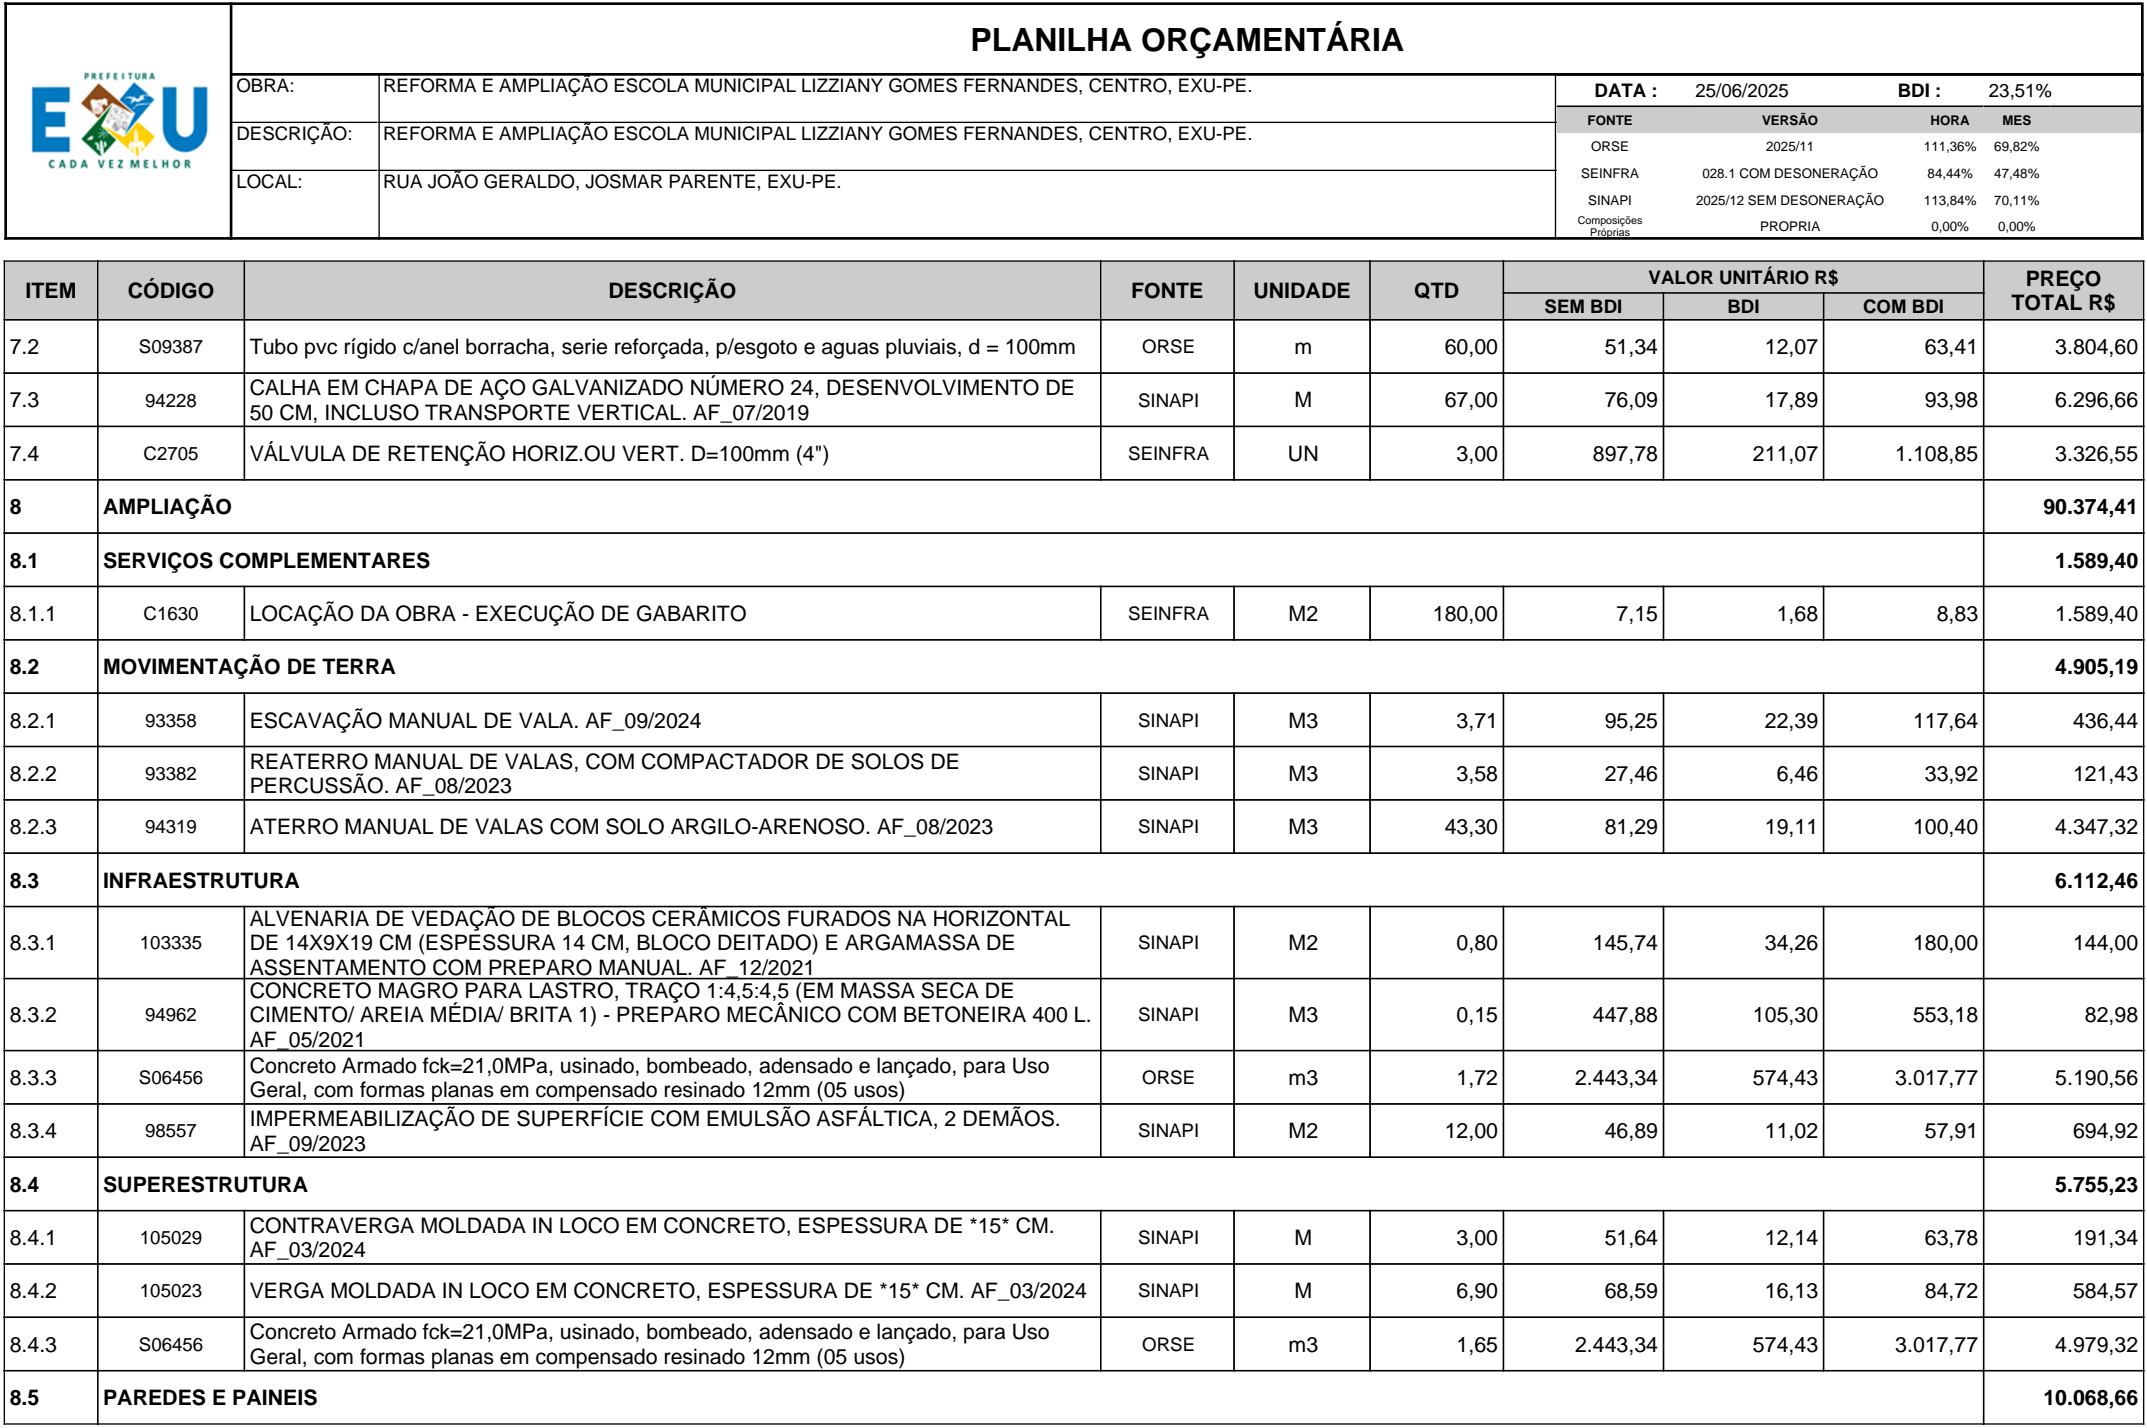 PLANILHA ORÇAMENTÁRIA
PREFEITURA
EXU
CADA VEZ MELHOR
OBRA: REFORMA E AMPLIAÇÃO ESCOLA MUNICIPAL LIZZIANY GOMES FERNANDES, CENTRO, EXU-PE.
DESCRIÇÃO: REFORMA E AMPLIAÇÃO ESCOLA MUNICIPAL LIZZIANY GOMES FERNANDES, CENTRO, EXU-PE.
LOCAL: RUA JOÃO GERALDO, JOSMAR PARENTE, EXU-PE.
DATA : 25/06/2025 BDI : 23,51%
FONTE VERSÃO HORA MES
ORSE 2025/11 111,36% 69,82%
SEINFRA 028.1 COM DESONERAÇÃO 84,44% 47,48%
SINAPI 2025/12 SEM DESONERAÇÃO 113,84% 70,11%
Composições
Próprias PROPRIA 0,00% 0,00%
ITEM CÓDIGO DESCRIÇÃO FONTE UNIDADE QTD VALOR UNITÁRIO R$ PREÇO
TOTAL R$
SEM BDI BDI COM BDI
7.2 S09387 Tubo pvc rígido c/anel borracha, serie reforçada, p/esgoto e aguas pluviais, d = 100mm ORSE m 60,00 51,34 12,07 63,41 3.804,60
7.3 94228 CALHA EM CHAPA DE AÇO GALVANIZADO NÚMERO 24, DESENVOLVIMENTO DE
50 CM, INCLUSO TRANSPORTE VERTICAL. AF_07/2019 SINAPI M 67,00 76,09 17,89 93,98 6.296,66
7.4 C2705 VÁLVULA DE RETENÇÃO HORIZ.OU VERT. D=100mm (4") SEINFRA UN 3,00 897,78 211,07 1.108,85 3.326,55
8 AMPLIAÇÃO 90.374,41
8.1 SERVIÇOS COMPLEMENTARES 1.589,40
8.1.1 C1630 LOCAÇÃO DA OBRA - EXECUÇÃO DE GABARITO SEINFRA M2 180,00 7,15 1,68 8,83 1.589,40
8.2 MOVIMENTAÇÃO DE TERRA 4.905,19
8.2.1 93358 ESCAVAÇÃO MANUAL DE VALA. AF_09/2024 SINAPI M3 3,71 95,25 22,39 117,64 436,44
8.2.2 93382 REATERRO MANUAL DE VALAS, COM COMPACTADOR DE SOLOS DE
PERCUSSÃO. AF_08/2023 SINAPI M3 3,58 27,46 6,46 33,92 121,43
8.2.3 94319 ATERRO MANUAL DE VALAS COM SOLO ARGILO-ARENOSO. AF_08/2023 SINAPI M3 43,30 81,29 19,11 100,40 4.347,32
8.3 INFRAESTRUTURA 6.112,46
8.3.1 103335 ALVENARIA DE VEDAÇÃO DE BLOCOS CERÂMICOS FURADOS NA HORIZONTAL
DE 14X9X19 CM (ESPESSURA 14 CM, BLOCO DEITADO) E ARGAMASSA DE
ASSENTAMENTO COM PREPARO MANUAL. AF_12/2021 SINAPI M2 0,80 145,74 34,26 180,00 144,00
8.3.2 94962 CONCRETO MAGRO PARA LASTRO, TRAÇO 1:4,5:4,5 (EM MASSA SECA DE
CIMENTO/ AREIA MÉDIA/ BRITA 1) - PREPARO MECÂNICO COM BETONEIRA 400 L.
AF_05/2021 SINAPI M3 0,15 447,88 105,30 553,18 82,98
8.3.3 S06456 Concreto Armado fck=21,0MPa, usinado, bombeado, adensado e lançado, para Uso
Geral, com formas planas em compensado resinado 12mm (05 usos) ORSE m3 1,72 2.443,34 574,43 3.017,77 5.190,56
8.3.4 98557 IMPERMEABILIZAÇÃO DE SUPERFÍCIE COM EMULSÃO ASFÁLTICA, 2 DEMÃOS.
AF_09/2023 SINAPI M2 12,00 46,89 11,02 57,91 694,92
8.4 SUPERESTRUTURA 5.755,23
8.4.1 105029 CONTRAVERGA MOLDADA IN LOCO EM CONCRETO, ESPESSURA DE *15* CM.
AF_03/2024 SINAPI M 3,00 51,64 12,14 63,78 191,34
8.4.2 105023 VERGA MOLDADA IN LOCO EM CONCRETO, ESPESSURA DE *15* CM. AF_03/2024 SINAPI M 6,90 68,59 16,13 84,72 584,57
8.4.3 S06456 Concreto Armado fck=21,0MPa, usinado, bombeado, adensado e lançado, para Uso
Geral, com formas planas em compensado resinado 12mm (05 usos) ORSE m3 1,65 2.443,34 574,43 3.017,77 4.979,32
8.5 PAREDES E PAINEIS 10.068,66